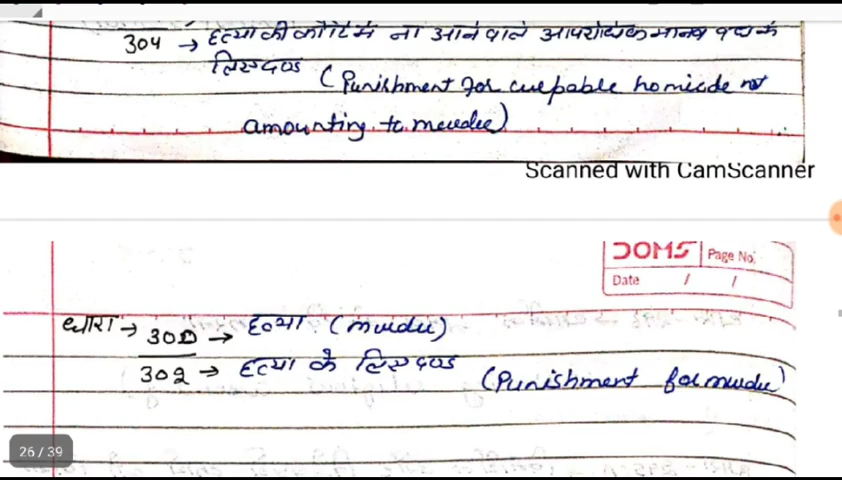 304 → हत्या की कोटि में ना आने वाले आपराधिक मानव वध के
लिए दण्ड (Punishment for culpable homicide not
amounting to murder)
Scanned with CamScanner
DOMS Page No.
Date / /
धारा → 300 → हत्या . (murder)
302 → हत्या के लिए दण्ड (Punishment for murder)
26 / 39